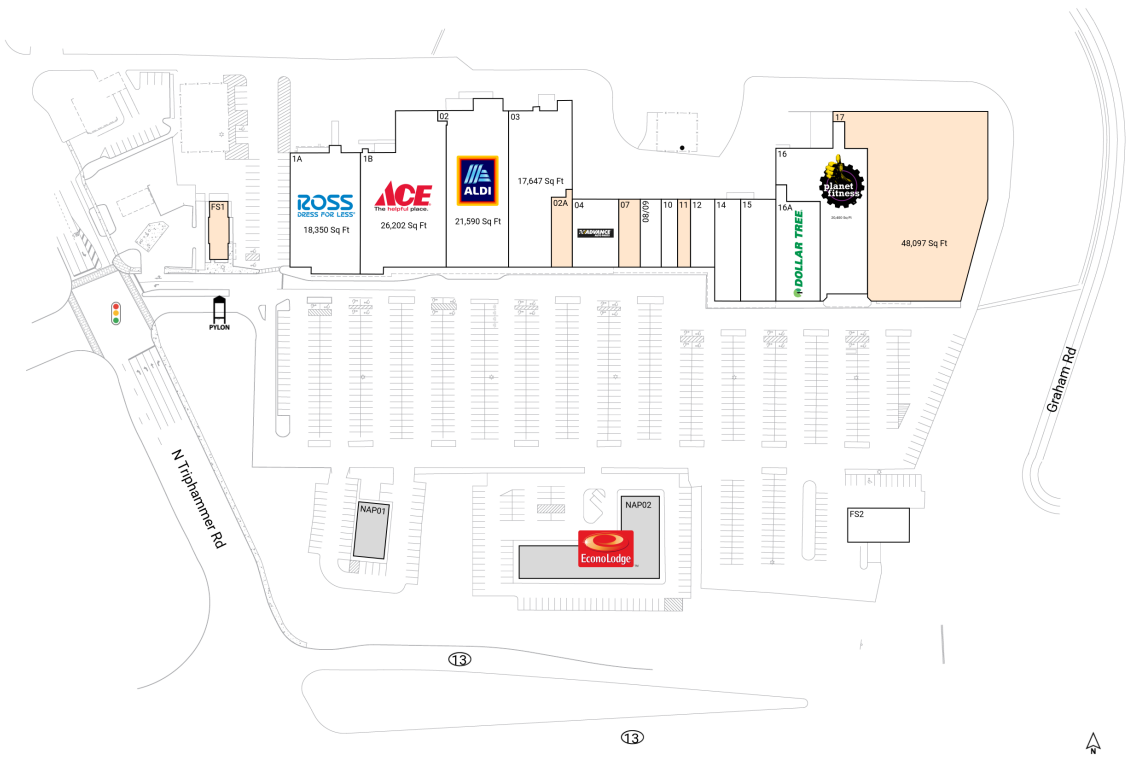 1A
ROSS
DRESS FOR LESS
18,350 Sq Ft
1B
ACE
The helpful place.
26,202 Sq Ft
02
ALDI
21,590 Sq Ft
03
17,647 Sq Ft
02A
04
ADVANCE
07
08/09
10
11
12
14
15
16
16A
DOLLAR TREE
planet
fitness
17
48,097 Sq Ft
FS1
PYLON
N Triphammer Rd
Graham Rd
NAP01
NAP02
EconoLodge
FS2
13
13
N